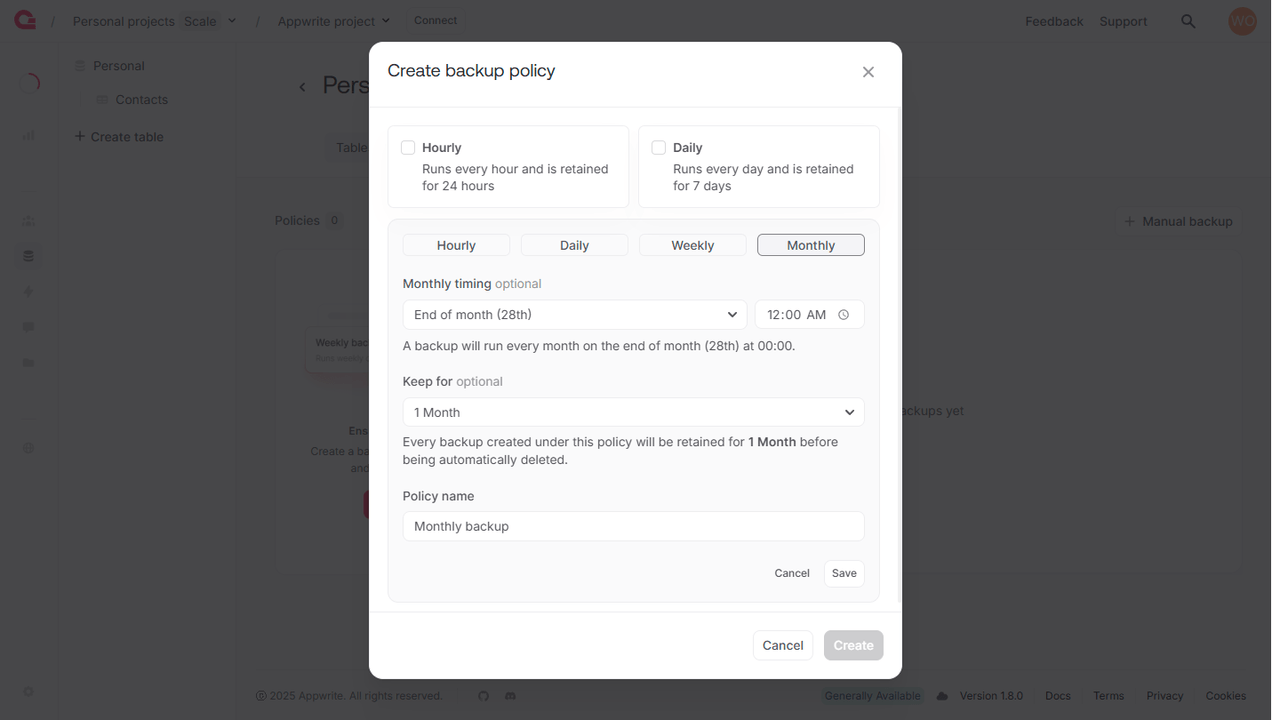 / Personal projects Scale / Appwrite project Connect Feedback Support WC
Personal
Contacts
+ Create table
Pers
Table
Policies 0
+ Manual backup
Weekly bac
Runs weekly
Ens
Create a ba
and
ackups yet
Create backup policy
Hourly
Runs every hour and is retained
for 24 hours
Daily
Runs every day and is retained
for 7 days
Hourly Daily Weekly Monthly
Monthly timing optional
End of month (28th) 12:00 AM
A backup will run every month on the end of month (28th) at 00:00.
Keep for optional
1 Month
Every backup created under this policy will be retained for 1 Month before
being automatically deleted.
Policy name
Monthly backup
Cancel Save
Cancel Create
© 2025 Appwrite. All rights reserved. Generally Available Version 1.8.0 Docs Terms Privacy Cookies